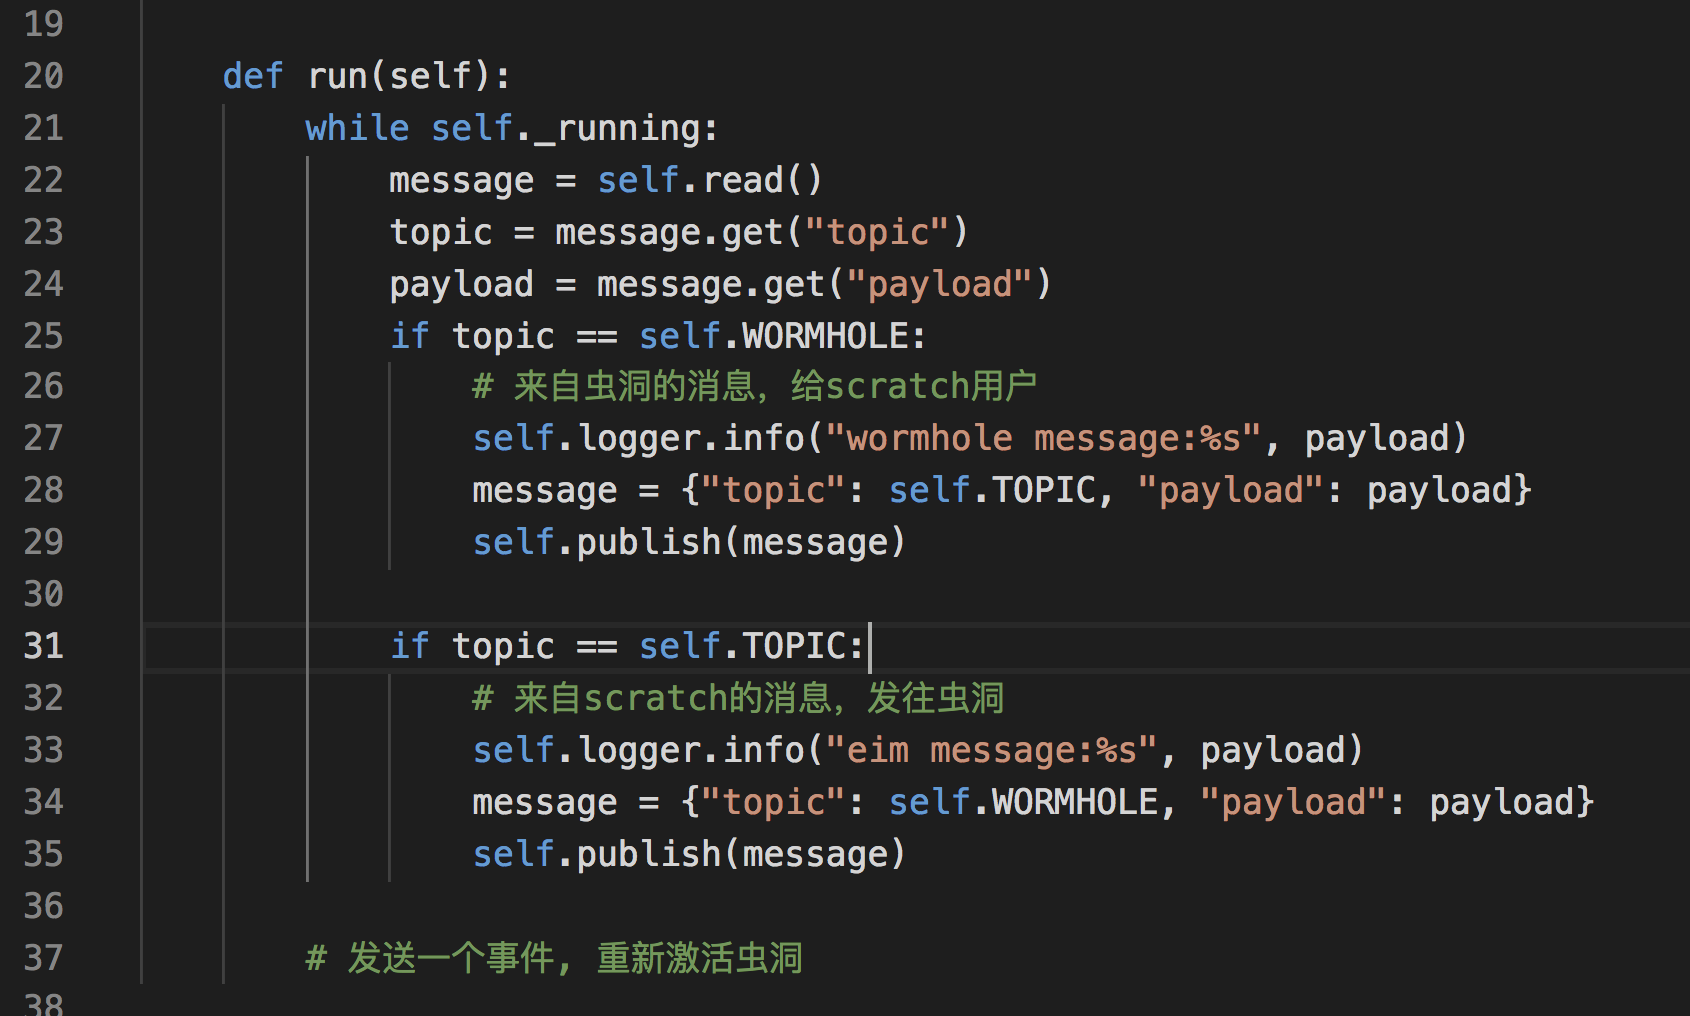 19
20 def run(self):
21 while self._running:
22 message = self.read()
23 topic = message.get("topic")
24 payload = message.get("payload")
25 if topic == self.WORMHOLE:
26 # 来自虫洞的消息，给scratch用户
27 self.logger.info("wormhole message:%s", payload)
28 message = {"topic": self.TOPIC, "payload": payload}
29 self.publish(message)
30
31 if topic == self.TOPIC:
32 # 来自scratch的消息，发往虫洞
33 self.logger.info("eim message:%s", payload)
34 message = {"topic": self.WORMHOLE, "payload": payload}
35 self.publish(message)
36
37 # 发送一个事件, 重新激活虫洞
38